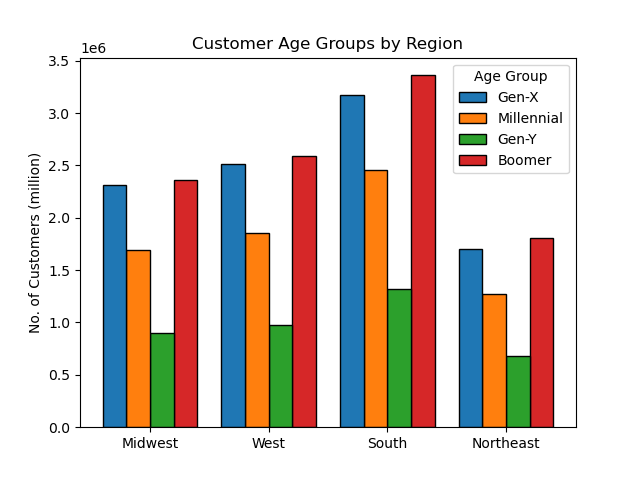 Customer Age Groups by Region
1e6
3.5
3.0
2.5
2.0
1.5
1.0
0.5
0.0
No. of Customers (million)
Age Group
Gen-X
Millennial
Gen-Y
Boomer
Midwest
West
South
Northeast